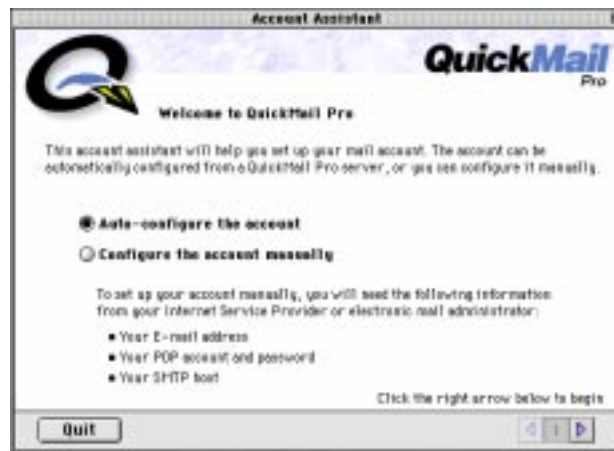 Account Assistant
QuickMail
Pro
Welcome to QuickMail Pro
This account assistant will help you set up your mail account. The account can be
automatically configured from a QuickMail Pro server, or you can configure it manually.
Auto-configure the account
Configure the account manually
To set up your account manually, you will need the following information
from your Internet Service Provider or electronic mail administrator:
• Your E-mail address
• Your POP account and password
• Your SMTP host
Click the right arrow below to begin
Quit
1